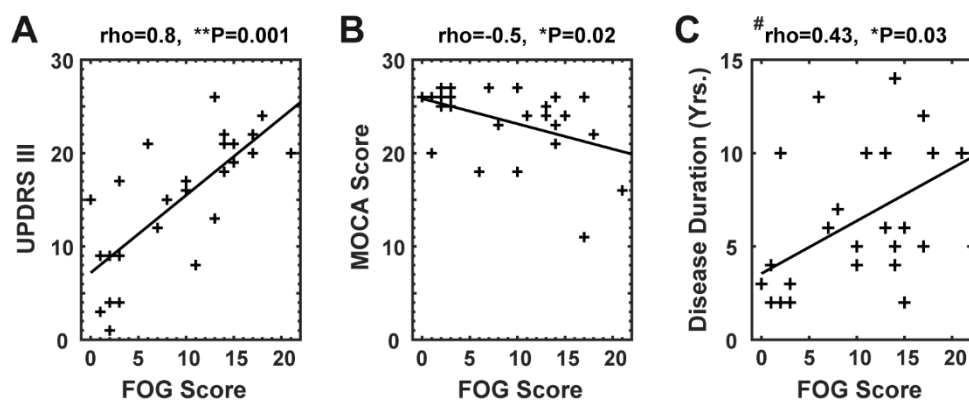 A
rho=0.8, **P=0.001
UPDRS III
30
20
10
0
0 5 10 15 20
FOG Score
B
rho=-0.5, *P=0.02
MOCA Score
30
20
10
0
0 5 10 15 20
FOG Score
C
#rho=0.43, *P=0.03
Disease Duration (Yrs.)
15
10
5
0
0 5 10 15 20
FOG Score